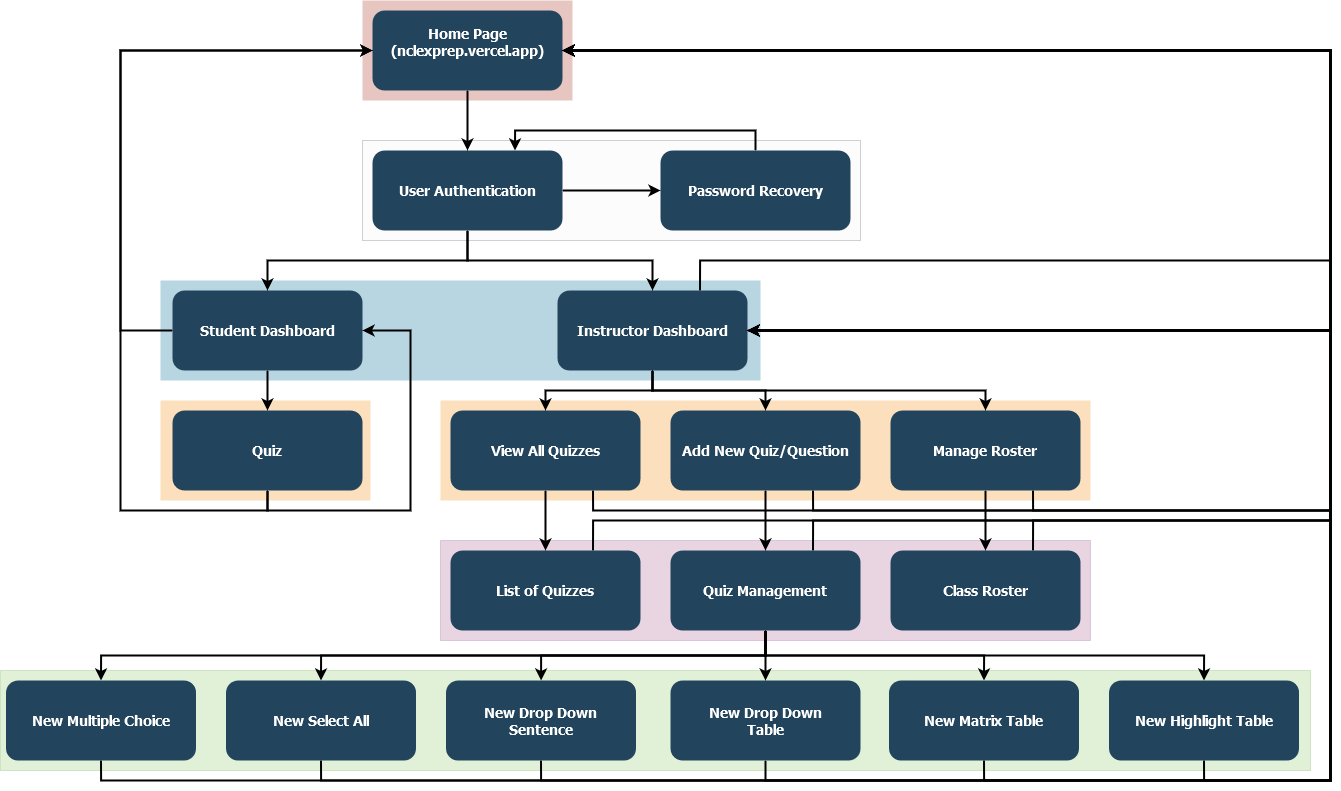 Home Page
(nclexprep.vercel.app)
User Authentication
Password Recovery
Student Dashboard
Instructor Dashboard
Quiz
View All Quizzes
Add New Quiz/Question
Manage Roster
List of Quizzes
Quiz Management
Class Roster
New Multiple Choice
New Select All
New Drop Down
Sentence
New Drop Down
Table
New Matrix Table
New Highlight Table